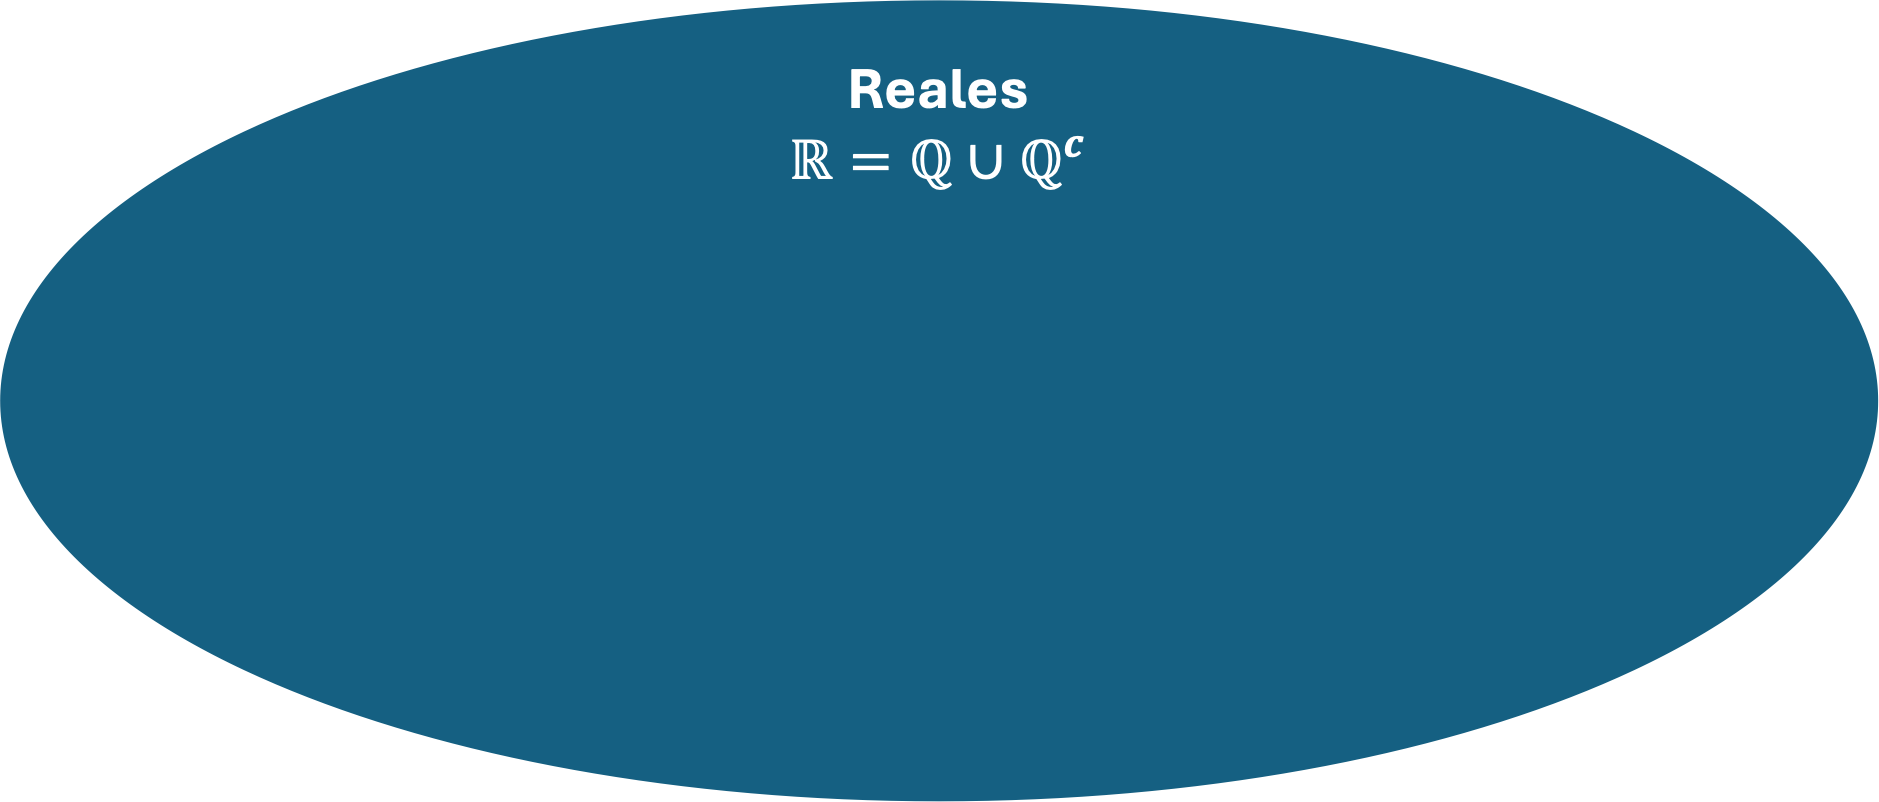 Reales
ℝ = ℚ ∪ ℚᶜ